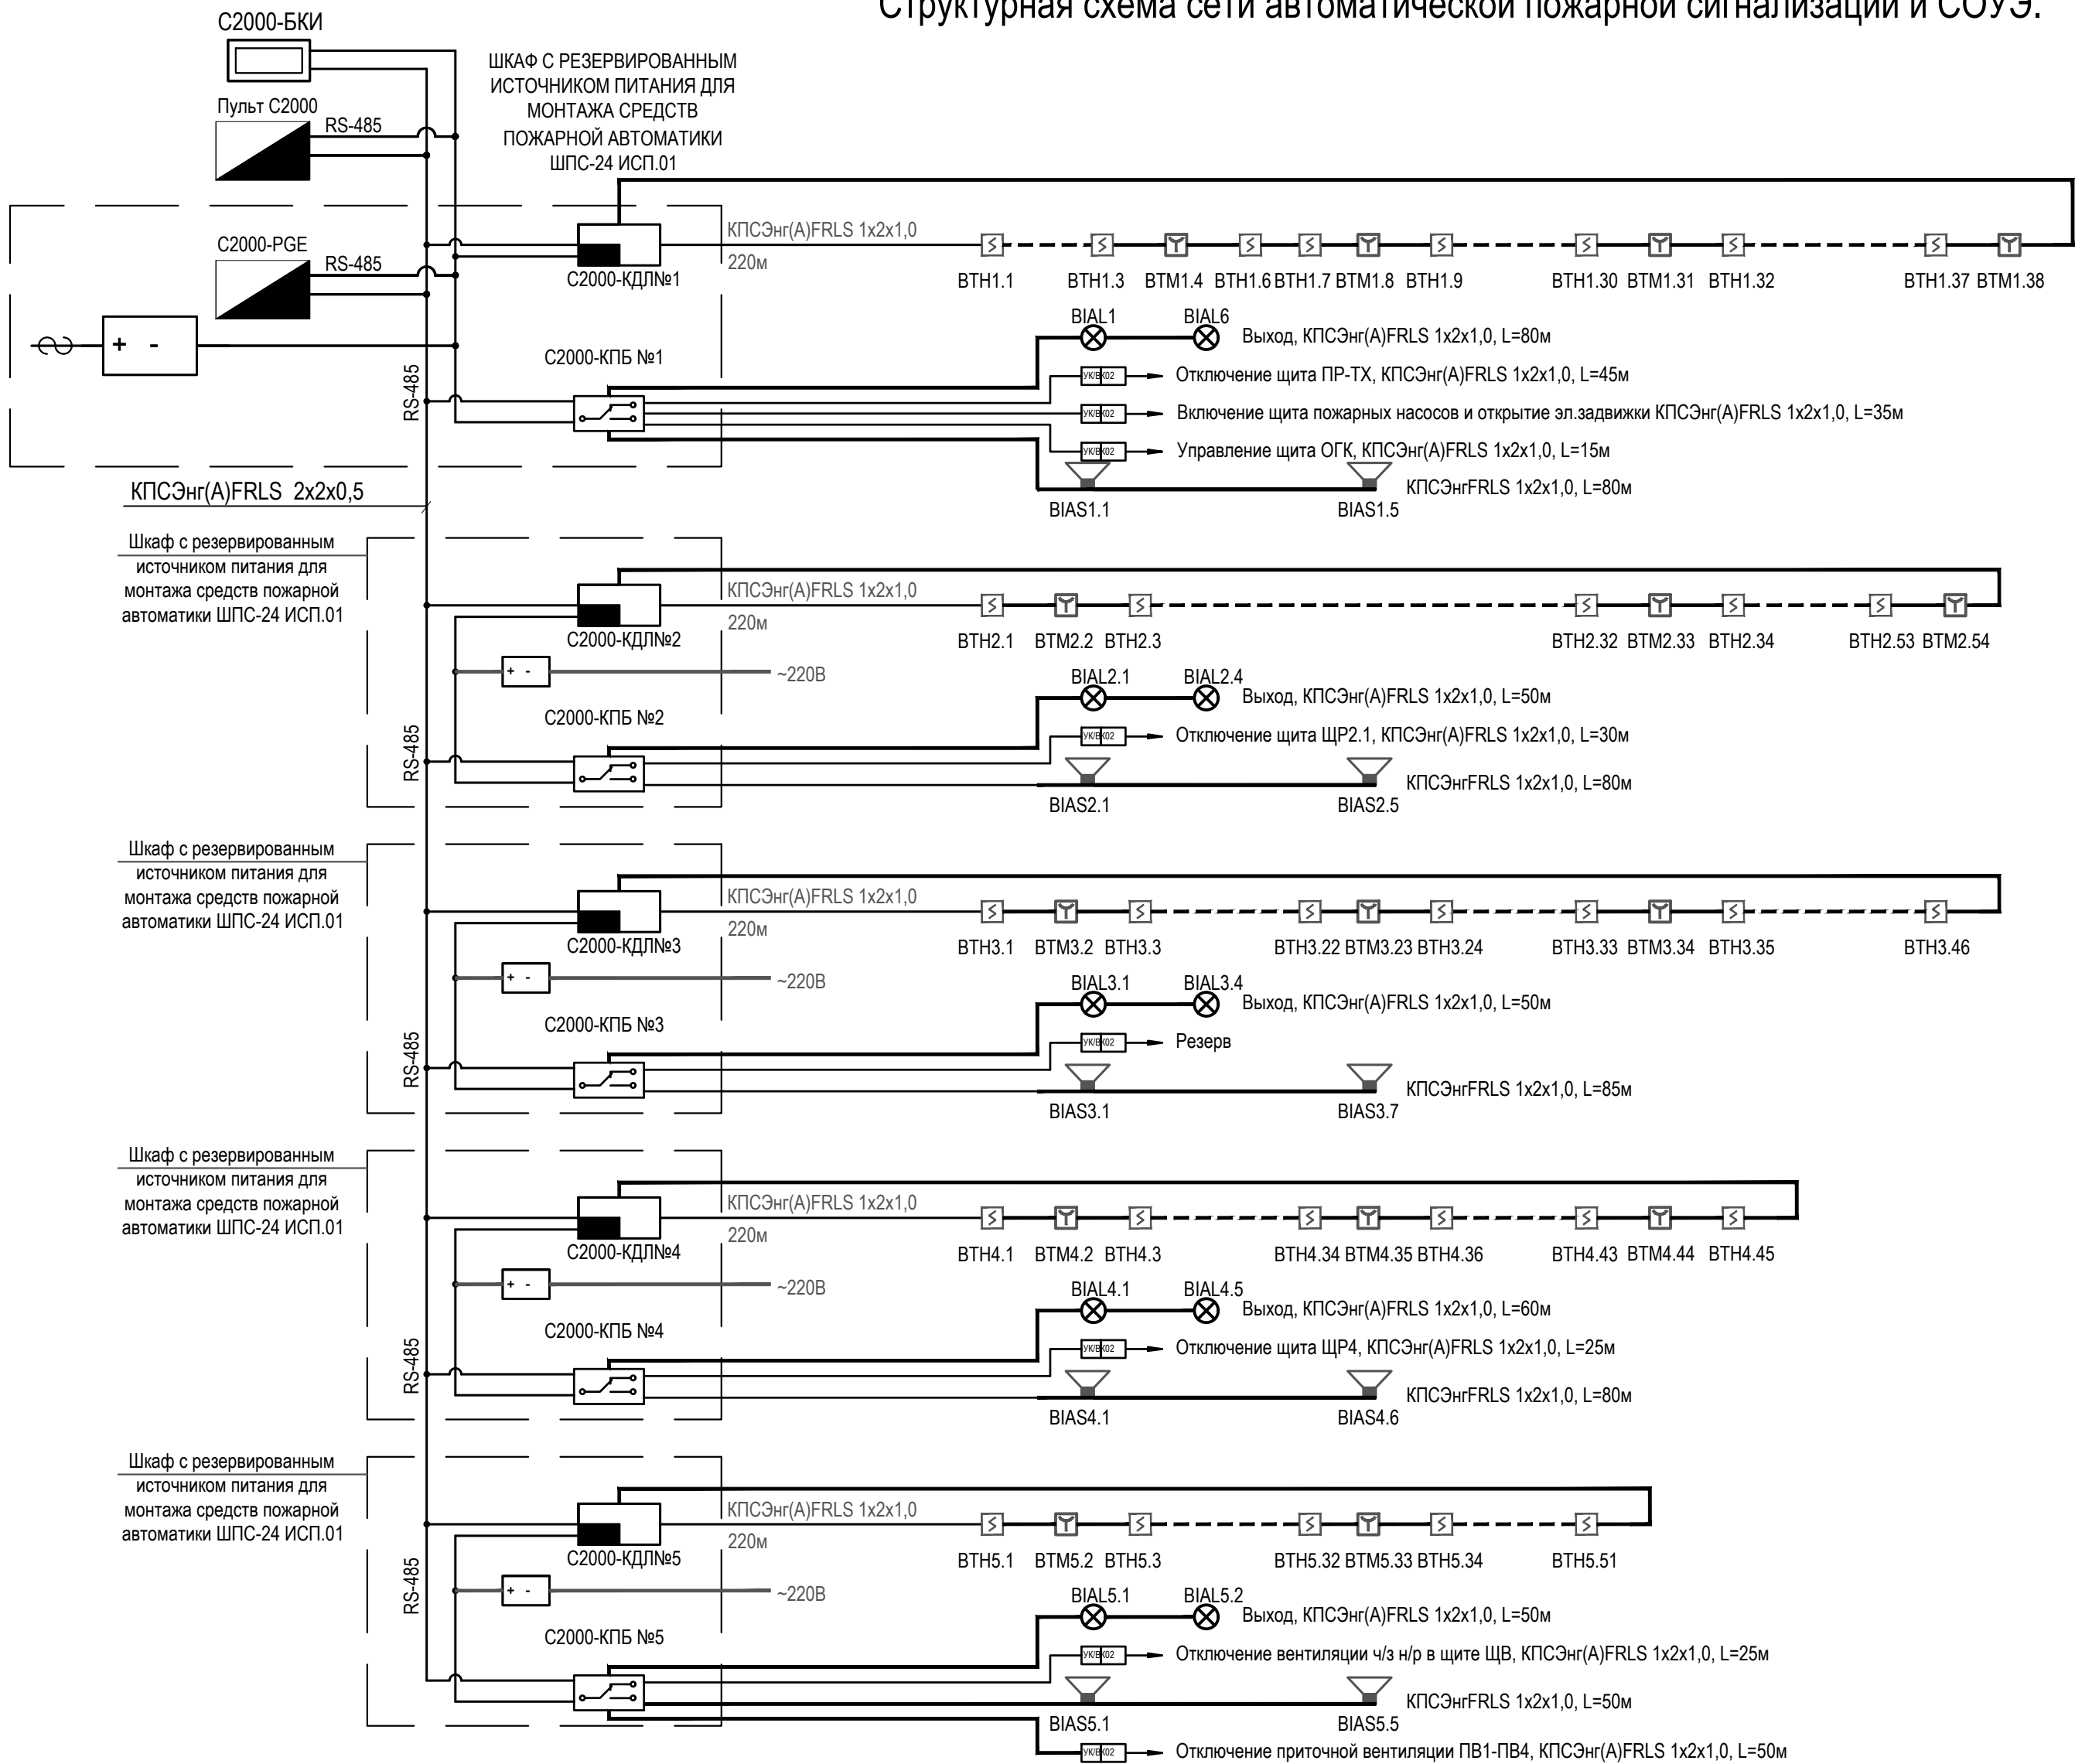 Структурная схема сети автоматической пожарной сигнализации и СОУЭ.
С2000-БКИ
Пульт С2000
RS-485
ШКАФ С РЕЗЕРВИРОВАННЫМ
ИСТОЧНИКОМ ПИТАНИЯ ДЛЯ
МОНТАЖА СРЕДСТВ
ПОЖАРНОЙ АВТОМАТИКИ
ШПС-24 ИСП.01
С2000-PGE
RS-485
+ -
С2000-КДЛ№1
КПСЭнг(А)FRLS 1x2x1,0
220м
ВТН1.1 ВТН1.3 ВТМ1.4 ВТН1.6 ВТН1.7 ВТМ1.8 ВТН1.9 ВТН1.30 ВТМ1.31 ВТН1.32 ВТН1.37 ВТМ1.38
С2000-КПБ №1
RS-485
BIAL1 BIAL6
Выход, КПСЭнг(А)FRLS 1x2x1,0, L=80м
УК/ВК02 Отключение щита ПР-ТХ, КПСЭнг(А)FRLS 1x2x1,0, L=45м
УК/ВК02 Включение щита пожарных насосов и открытие эл.задвижки КПСЭнг(А)FRLS 1x2x1,0, L=35м
УК/ВК02 Управление щита ОГК, КПСЭнг(А)FRLS 1x2x1,0, L=15м
КПСЭнгFRLS 1x2x1,0, L=80м
BIAS1.1 BIAS1.5
КПСЭнг(А)FRLS 2x2x0,5
Шкаф с резервированным
источником питания для
монтажа средств пожарной
автоматики ШПС-24 ИСП.01
С2000-КДЛ№2
КПСЭнг(А)FRLS 1x2x1,0
220м
ВТН2.1 ВТМ2.2 ВТН2.3 ВТН2.32 ВТМ2.33 ВТН2.34 ВТН2.53 ВТМ2.54
+ -
~220В
С2000-КПБ №2
RS-485
BIAL2.1 BIAL2.4
Выход, КПСЭнг(А)FRLS 1x2x1,0, L=50м
УК/ВК02 Отключение щита ЩР2.1, КПСЭнг(А)FRLS 1x2x1,0, L=30м
КПСЭнгFRLS 1x2x1,0, L=80м
BIAS2.1 BIAS2.5
Шкаф с резервированным
источником питания для
монтажа средств пожарной
автоматики ШПС-24 ИСП.01
С2000-КДЛ№3
КПСЭнг(А)FRLS 1x2x1,0
220м
ВТН3.1 ВТМ3.2 ВТН3.3 ВТН3.22 ВТМ3.23 ВТН3.24 ВТН3.33 ВТМ3.34 ВТН3.35 ВТН3.46
+ -
~220В
С2000-КПБ №3
RS-485
BIAL3.1 BIAL3.4
Выход, КПСЭнг(А)FRLS 1x2x1,0, L=50м
УК/ВК02 Резерв
КПСЭнгFRLS 1x2x1,0, L=85м
BIAS3.1 BIAS3.7
Шкаф с резервированным
источником питания для
монтажа средств пожарной
автоматики ШПС-24 ИСП.01
С2000-КДЛ№4
КПСЭнг(А)FRLS 1x2x1,0
220м
ВТН4.1 ВТМ4.2 ВТН4.3 ВТН4.34 ВТМ4.35 ВТН4.36 ВТН4.43 ВТМ4.44 ВТН4.45
+ -
~220В
С2000-КПБ №4
RS-485
BIAL4.1 BIAL4.5
Выход, КПСЭнг(А)FRLS 1x2x1,0, L=60м
УК/ВК02 Отключение щита ЩР4, КПСЭнг(А)FRLS 1x2x1,0, L=25м
КПСЭнгFRLS 1x2x1,0, L=80м
BIAS4.1 BIAS4.6
Шкаф с резервированным
источником питания для
монтажа средств пожарной
автоматики ШПС-24 ИСП.01
С2000-КДЛ№5
КПСЭнг(А)FRLS 1x2x1,0
220м
ВТН5.1 ВТМ5.2 ВТН5.3 ВТН5.32 ВТМ5.33 ВТН5.34 ВТН5.51
+ -
~220В
С2000-КПБ №5
RS-485
BIAL5.1 BIAL5.2
Выход, КПСЭнг(А)FRLS 1x2x1,0, L=50м
УК/ВК02 Отключение вентиляции ч/з н/р в щите ЩВ, КПСЭнг(А)FRLS 1x2x1,0, L=25м
КПСЭнгFRLS 1x2x1,0, L=50м
BIAS5.1 BIAS5.5
УК/ВК02 Отключение приточной вентиляции ПВ1-ПВ4, КПСЭнг(А)FRLS 1x2x1,0, L=50м